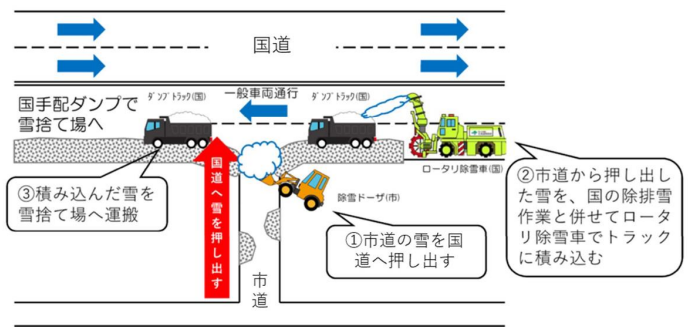 国道
国手配ダンプで
雪捨て場へ
ダンプトラック(国)
一般車両通行
ダンプトラック(国)
ロータリ除雪車(国)
③積み込んだ雪を
雪捨て場へ運搬
国道へ雪を押し出す
除雪ドーザ(市)
①市道の雪を国
道へ押し出す
②市道から押し出し
た雪を、国の除排雪
作業と併せてロータ
リ除雪車でトラック
に積み込む
市道